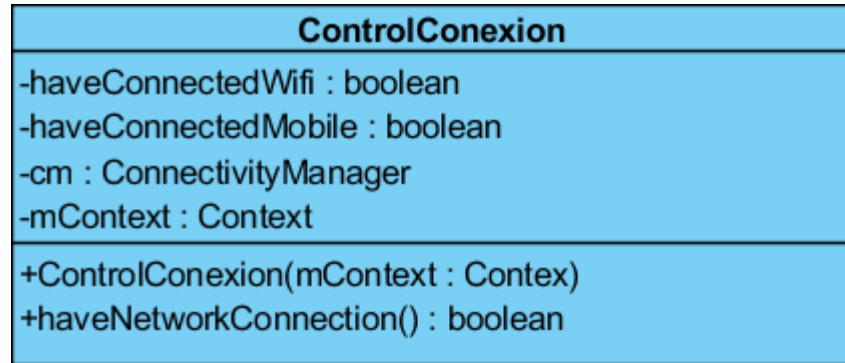 ControlConexion
-haveConnectedWifi : boolean
-haveConnectedMobile : boolean
-cm : ConnectivityManager
-mContext : Context
+ControlConexion(mContext : Contex)
+haveNetworkConnection() : boolean